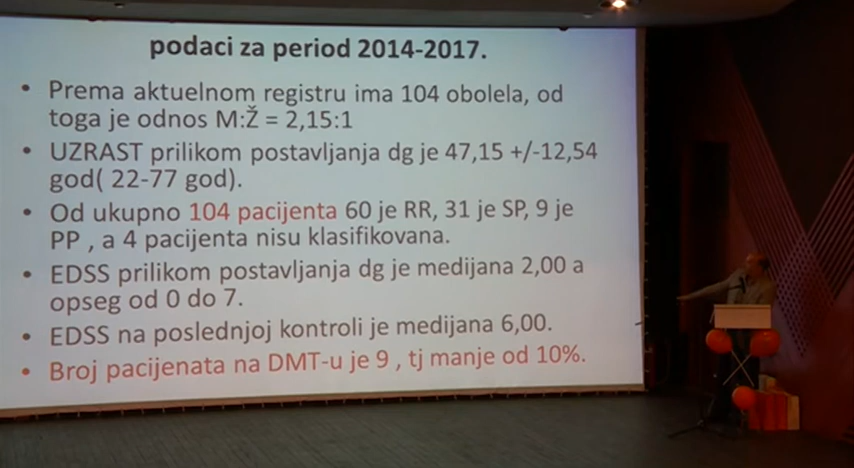 podaci za period 2014-2017.
• Prema aktuelnom registru ima 104 obolela, od
toga je odnos M:Ž = 2,15:1
• UZRAST prilikom postavljanja dg je 47,15 +/-12,54
god( 22-77 god).
• Od ukupno 104 pacijenta 60 je RR, 31 je SP, 9 je
PP , a 4 pacijenta nisu klasifikovana.
• EDSS prilikom postavljanja dg je medijana 2,00 a
opseg od 0 do 7.
• EDSS na poslednjoj kontroli je medijana 6,00.
• Broj pacijenata na DMT-u je 9 , tj manje od 10%.